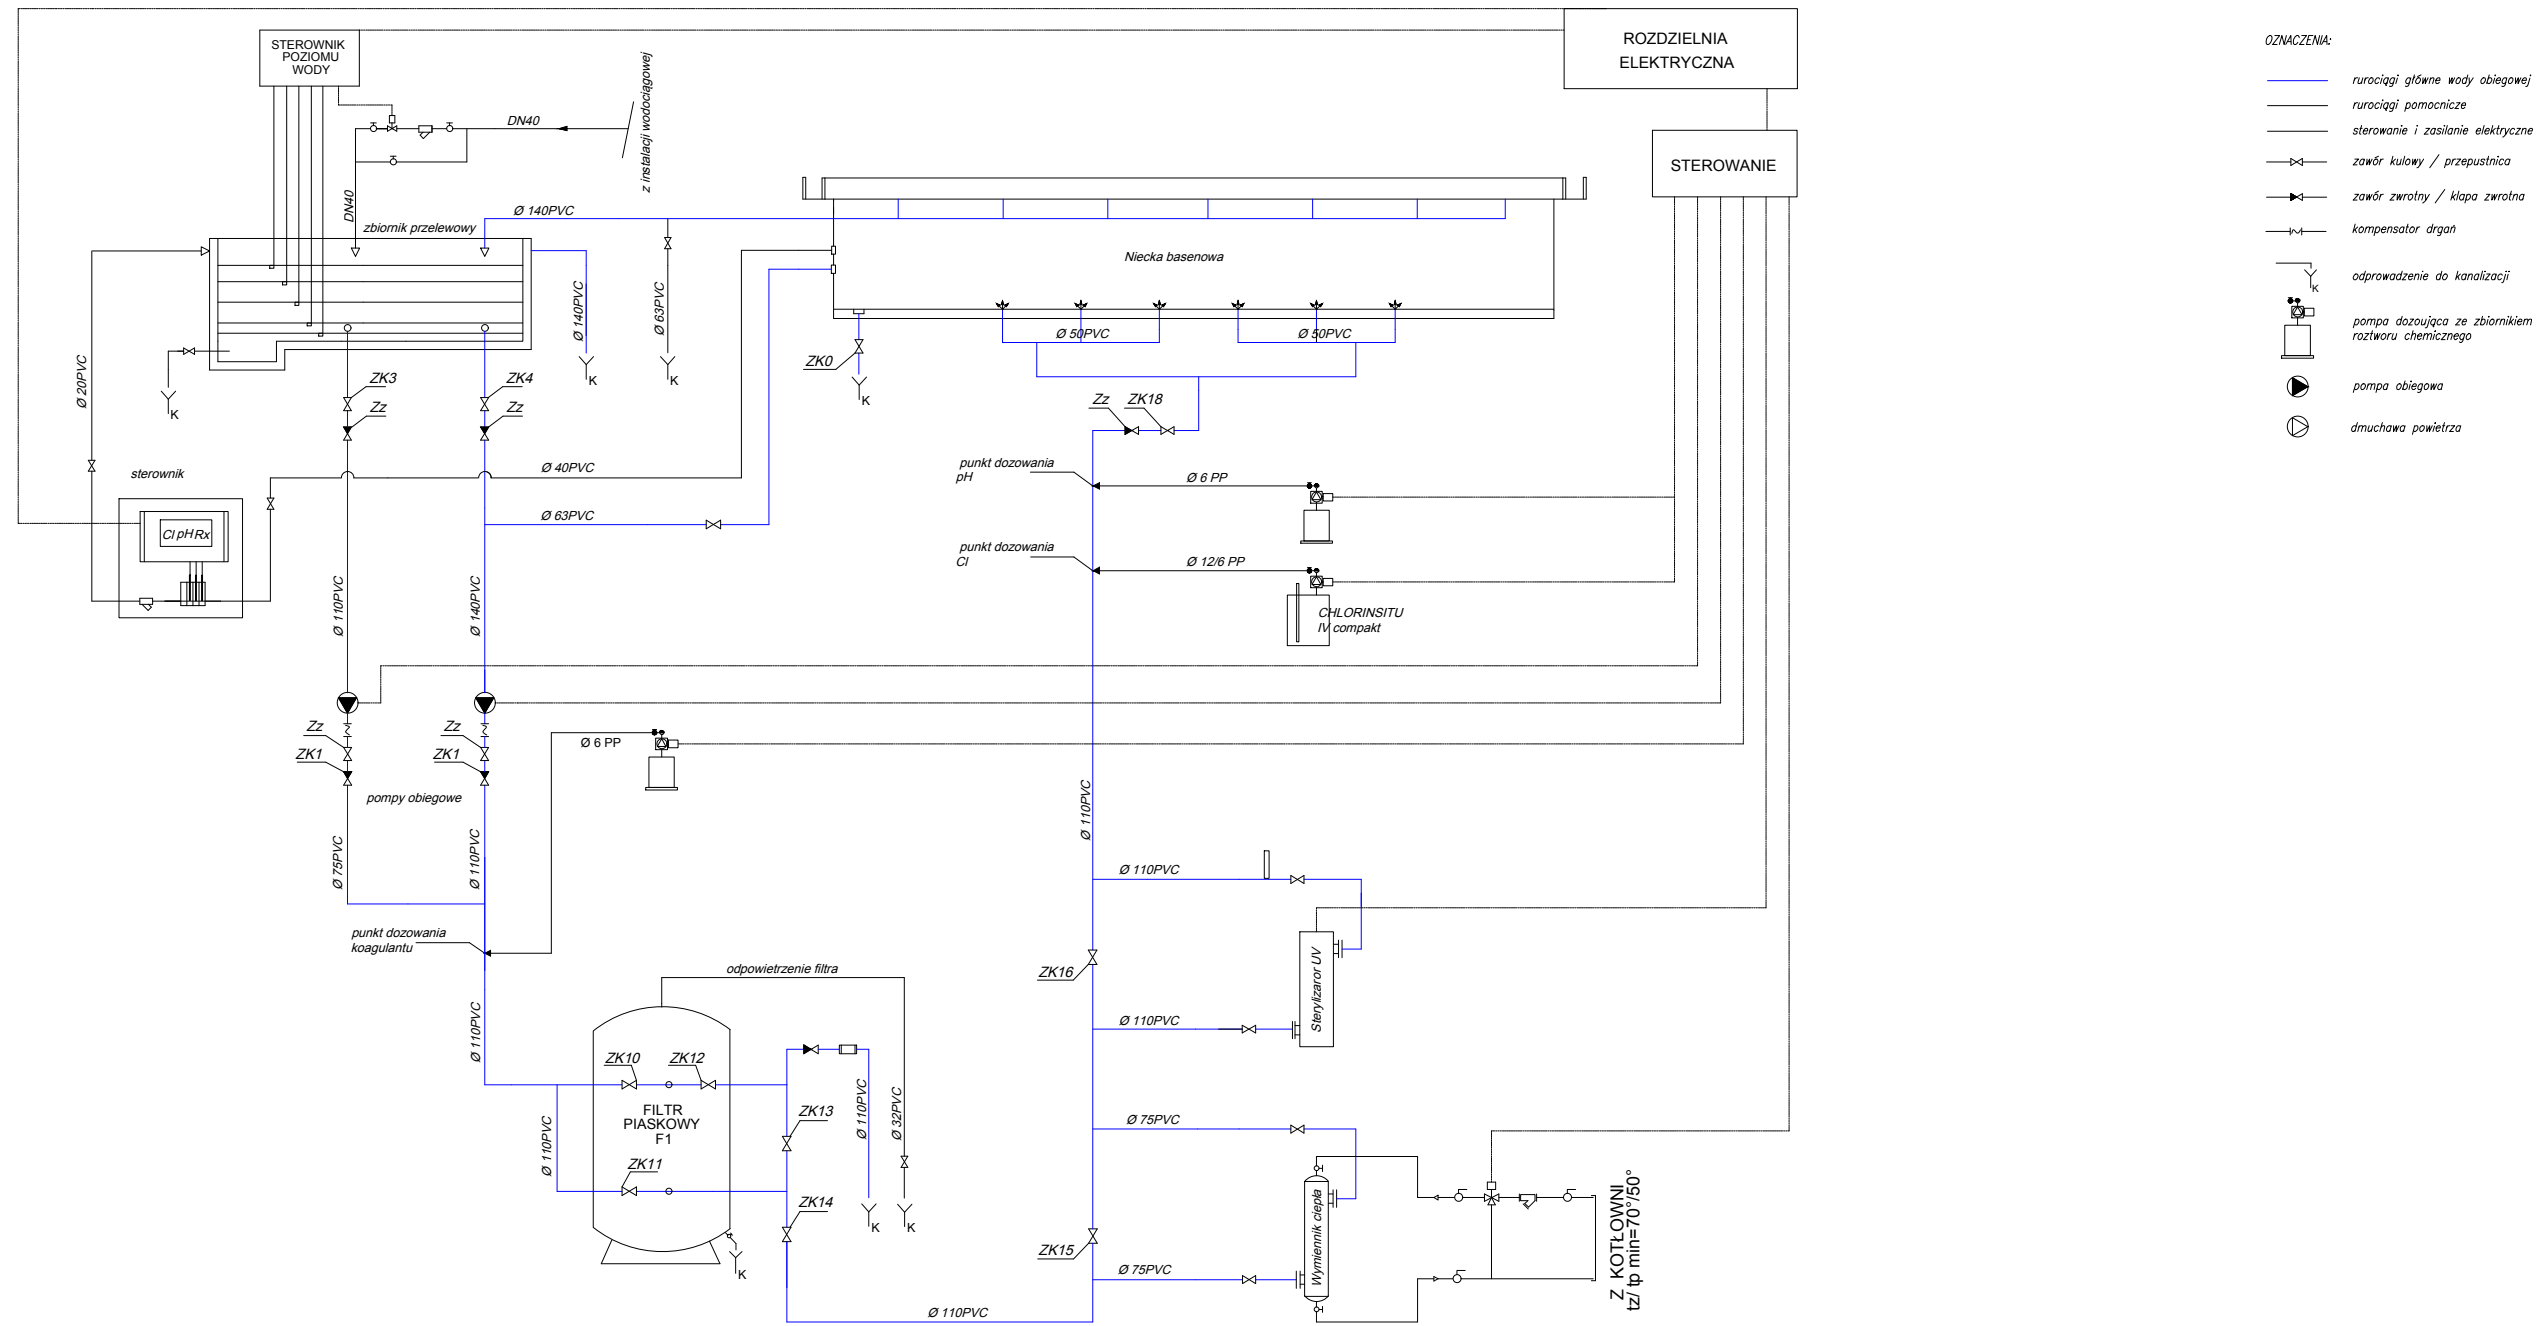 STEROWNIK
POZIOMU
WODY
ROZDZIELNIA
ELEKTRYCZNA
STEROWANIE
z instalacji wodociągowej
DN40
DN40
zbiornik przelewowy
Ø 140PVC
Ø 140PVC
Ø 63PVC
K
K
K
K
Niecka basenowa
Ø 50PVC
Ø 50PVC
ZK0
Ø 20PVC
ZK3
Zz
ZK4
Zz
Zz
ZK18
sterownik
Cl pH Rx
Ø 40PVC
Ø 63PVC
punkt dozowania
pH
Ø 6 PP
punkt dozowania
Cl
Ø 12/6 PP
CHLORINSITU
IV compakt
Ø 110PVC
Ø 140PVC
Zz
ZK1
Zz
ZK1
pompy obiegowe
Ø 6 PP
Ø 75PVC
Ø 110PVC
punkt dozowania
koagulantu
Ø 110PVC
odpowietrzenie filtra
ZK10
ZK12
FILTR
PIASKOWY
F1
ZK11
Ø 110PVC
ZK13
ZK14
Ø 110PVC
Ø 32PVC
K
K
K
Ø 110PVC
Ø 110PVC
Ø 110PVC
ZK16
Sterylizaror UV
Ø 110PVC
Ø 75PVC
ZK15
Wymiennik ciepła
Ø 75PVC
Z KOTŁOWNI
tz/ tp min=70°/50°
OZNACZENIA:
rurociągi główne wody obiegowej
rurociągi pomocnicze
sterowanie i zasilanie elektryczne
zawór kulowy / przepustnica
zawór zwrotny / klapa zwrotna
kompensator drgań
K
odprowadzenie do kanalizacji
pompa dozoująca ze zbiornikiem
roztworu chemicznego
pompa obiegowa
dmuchawa powietrza